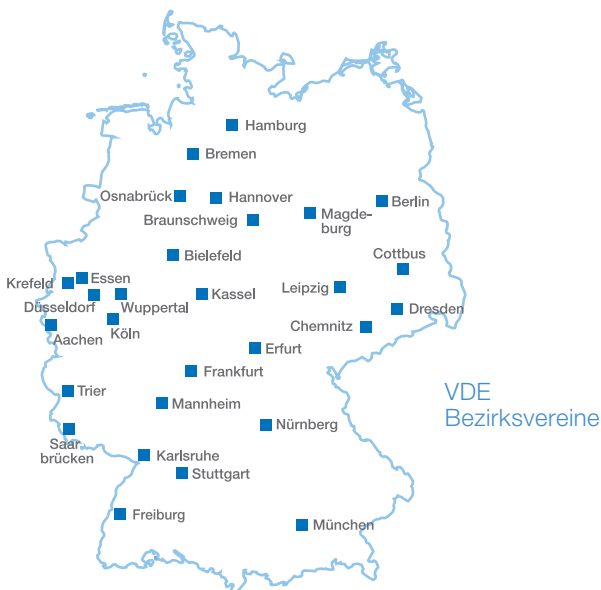 Hamburg
Bremen
Osnabrück
Hannover
Berlin
Braunschweig
Magde-
burg
Bielefeld
Cottbus
Krefeld
Essen
Kassel
Leipzig
Düsseldorf
Wuppertal
Dresden
Aachen
Köln
Chemnitz
Erfurt
Frankfurt
Trier
Mannheim
VDE
Bezirksvereine
Nürnberg
Saar
brücken
Karlsruhe
Stuttgart
Freiburg
München